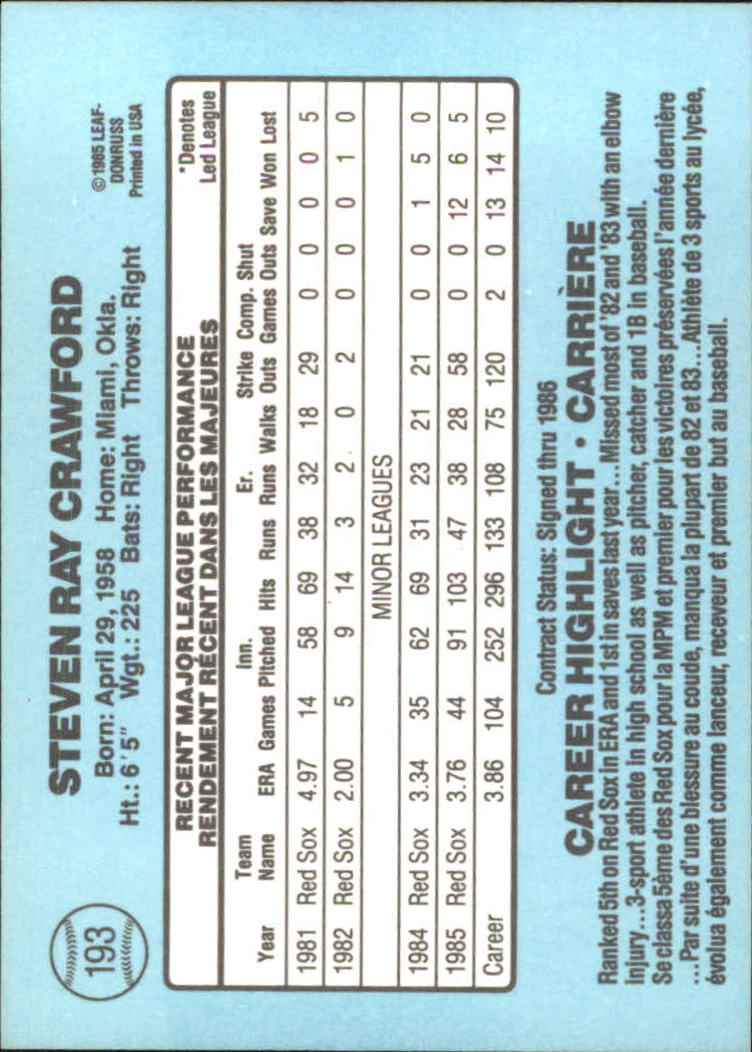 193
STEVEN RAY CRAWFORD
©1985 LEAF-
DONRUSS
Printed in USA
Born: April 29, 1958 Home: Miami, Okla.
Ht.: 6'5" Wgt.: 225 Bats: Right Throws: Right
RECENT MAJOR LEAGUE PERFORMANCE
RENDEMENT RÉCENT DANS LES MAJEURES
*Denotes
Led League
Team Inn. Er. Strike Comp. Shut
Year Name ERA Games Pitched Hits Runs Runs Walks Outs Games Outs Save Won Lost
1981 Red Sox 4.97 14 58 69 38 32 18 29 0 0 0 0 5
1982 Red Sox 2.00 5 9 14 3 2 0 2 0 0 0 1 0
MINOR LEAGUES
1984 Red Sox 3.34 35 62 69 31 23 21 21 0 0 1 5 0
1985 Red Sox 3.76 44 91 103 47 38 28 58 0 0 12 6 5
Career 3.86 104 252 296 133 108 75 120 2 0 13 14 10
Contract Status: Signed thru 1986
CAREER HIGHLIGHT • CARRIÈRE
Ranked 5th on Red Sox in ERA and 1st in saves last year...Missed most of '82 and '83 with an elbow
injury...3-sport athlete in high school as well as pitcher, catcher and 1B in baseball.
Se classa 5ème des Red Sox pour la MPM et premier pour les victoires préservées l'année dernière
...Par suite d'une blessure au coude, manqua la plupart de 82 et 83...Athlète de 3 sports au lycée,
évolua également comme lanceur, receveur et premier but au baseball.